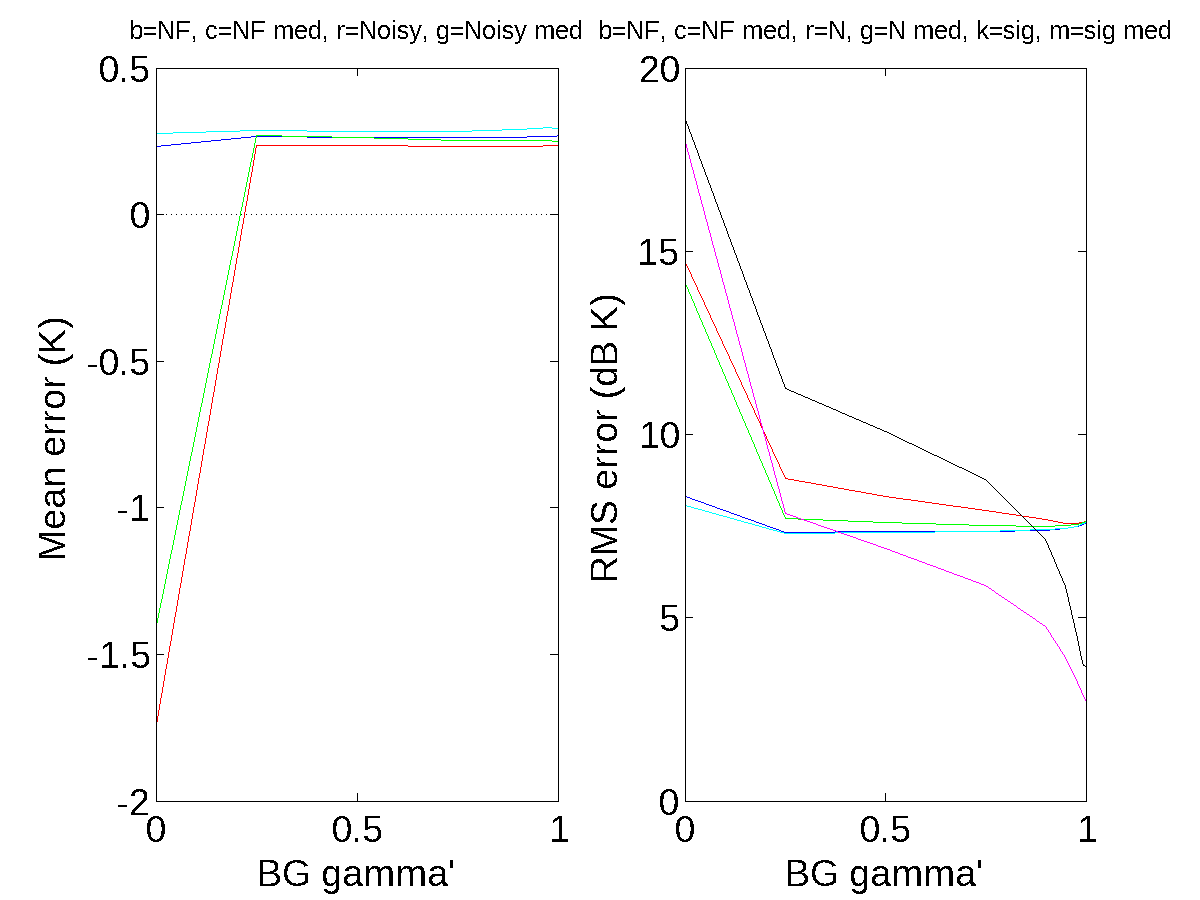 b=NF, c=NF med, r=Noisy, g=Noisy med
0.5
0
-0.5
-1
-1.5
-2
0
0.5
1
Mean error (K)
BG gamma'
b=NF, c=NF med, r=N, g=N med, k=sig, m=sig med
20
15
10
5
0
0
0.5
1
RMS error (dB K)
BG gamma'